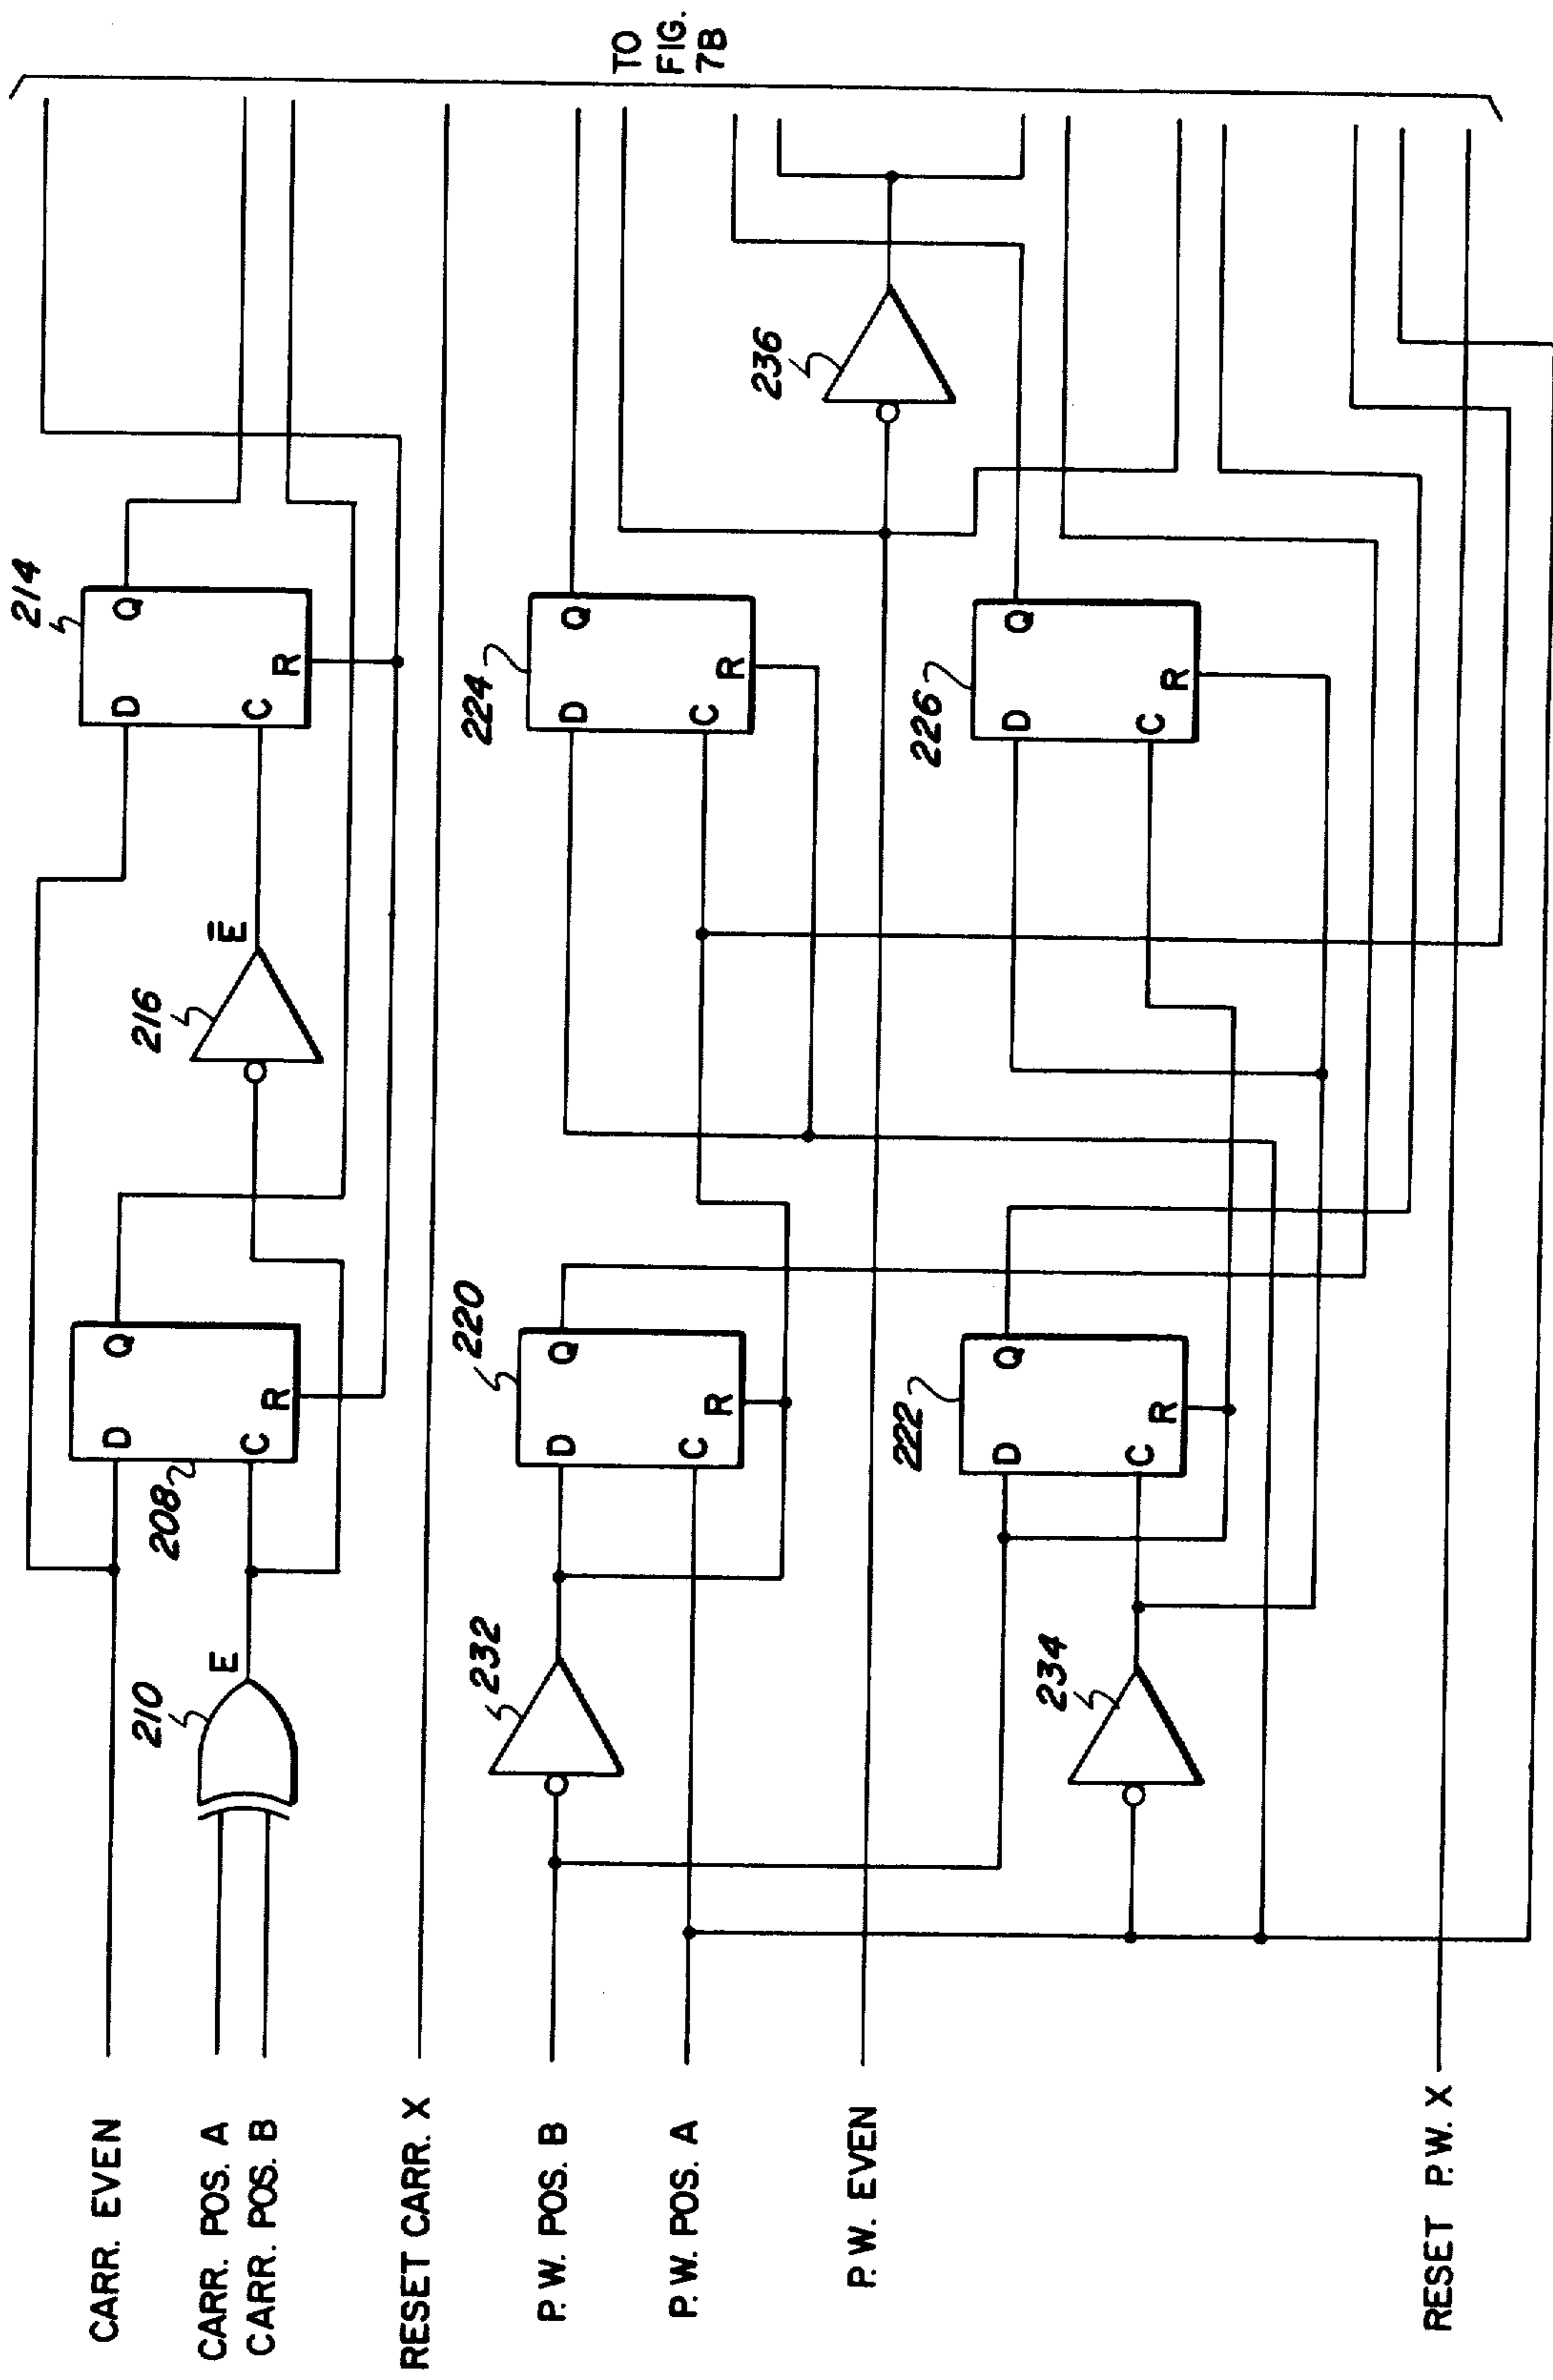 CARR. EVEN
CARR. POS. A
CARR. POS. B
RESET CARR. X
P. W. POS. B
P. W. POS. A
P. W. EVEN
RESET P.W. X
210
E
208
D
Q
C
R
216
E̅
214
D
Q
C
R
232
220
D
Q
C
R
224
D
Q
C
R
234
222
D
Q
C
R
226
D
Q
C
R
236
TO
FIG.
7B